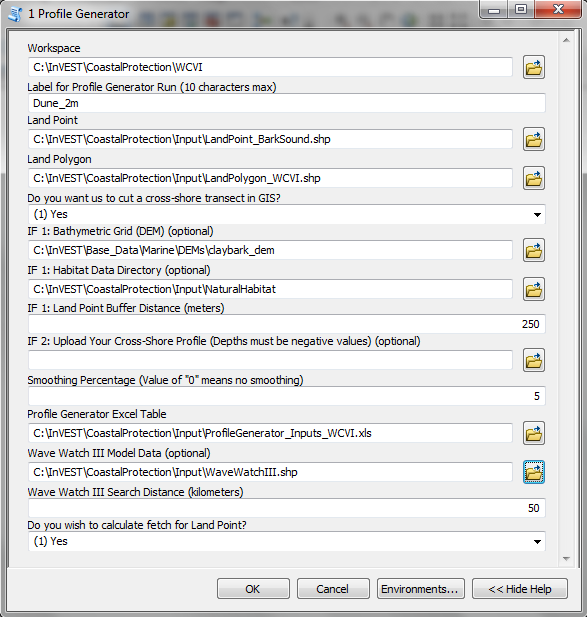 1 Profile Generator
Workspace
C:\InVEST\CoastalProtection\WCVI
Label for Profile Generator Run (10 characters max)
Dune_2m
Land Point
C:\InVEST\CoastalProtection\Input\LandPoint_BarkSound.shp
Land Polygon
C:\InVEST\CoastalProtection\Input\LandPolygon_WCVI.shp
Do you want us to cut a cross-shore transect in GIS?
(1) Yes
IF 1: Bathymetric Grid (DEM) (optional)
C:\InVEST\Base_Data\Marine\DEMs\claybark_dem
IF 1: Habitat Data Directory (optional)
C:\InVEST\CoastalProtection\Input\NaturalHabitat
IF 1: Land Point Buffer Distance (meters)
250
IF 2: Upload Your Cross-Shore Profile (Depths must be negative values) (optional)
Smoothing Percentage (Value of "0" means no smoothing)
5
Profile Generator Excel Table
C:\InVEST\CoastalProtection\Input\ProfileGenerator_Inputs_WCVI.xls
Wave Watch III Model Data (optional)
C:\InVEST\CoastalProtection\Input\WaveWatchIII.shp
Wave Watch III Search Distance (kilometers)
50
Do you wish to calculate fetch for Land Point?
(1) Yes
OK
Cancel
Environments...
<< Hide Help